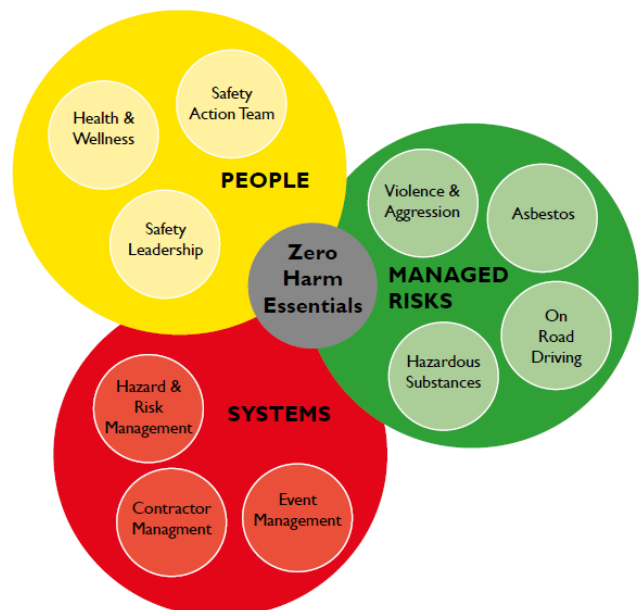 Health &
Wellness
Safety
Action Team
PEOPLE
Safety
Leadership
Zero
Harm
Essentials
Violence &
Aggression
Asbestos
MANAGED
RISKS
On
Road
Driving
Hazardous
Substances
Hazard &
Risk
Management
SYSTEMS
Contractor
Managment
Event
Management